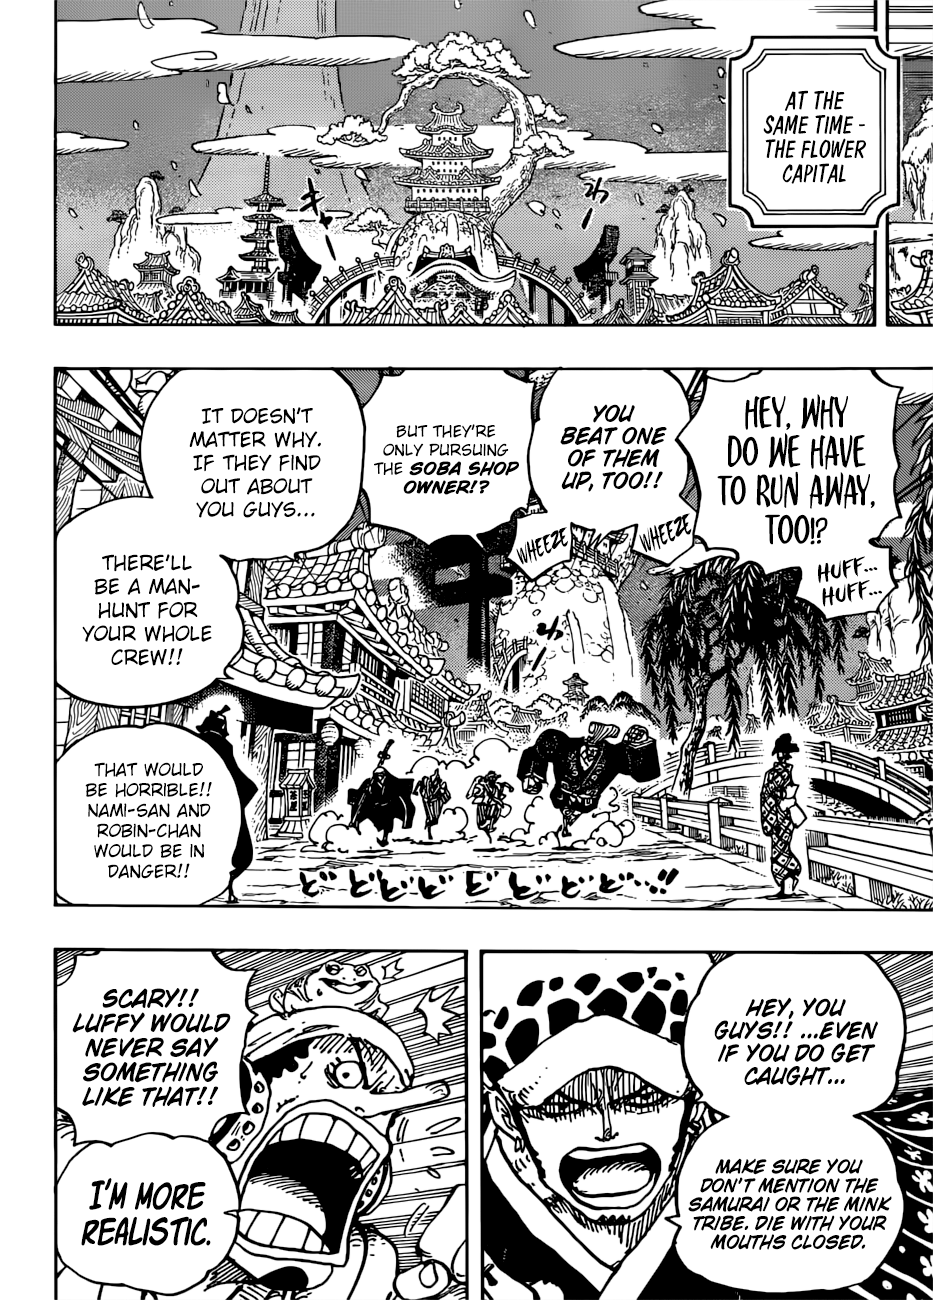 AT THE
SAME TIME -
THE FLOWER
CAPITAL
HEY, WHY
DO WE HAVE
TO RUN AWAY,
TOO!?
HUFF...
HUFF...
YOU
BEAT ONE
OF THEM
UP, TOO!!
WHEEZE
WHEEZE
BUT THEY'RE
ONLY PURSUING
THE SOBA SHOP
OWNER!?
IT DOESN'T
MATTER WHY.
IF THEY FIND
OUT ABOUT
YOU GUYS...
THERE'LL
BE A MAN-
HUNT FOR
YOUR WHOLE
CREW!!
THAT WOULD
BE HORRIBLE!!
NAMI-SAN AND
ROBIN-CHAN
WOULD BE IN
DANGER!!
どどどどどどどど…!!
HEY, YOU
GUYS!! ...EVEN
IF YOU DO GET
CAUGHT...
MAKE SURE YOU
DON'T MENTION THE
SAMURAI OR THE MINK
TRIBE. DIE WITH YOUR
MOUTHS CLOSED.
SCARY!!
LUFFY WOULD
NEVER SAY
SOMETHING
LIKE THAT!!
I'M MORE
REALISTIC.